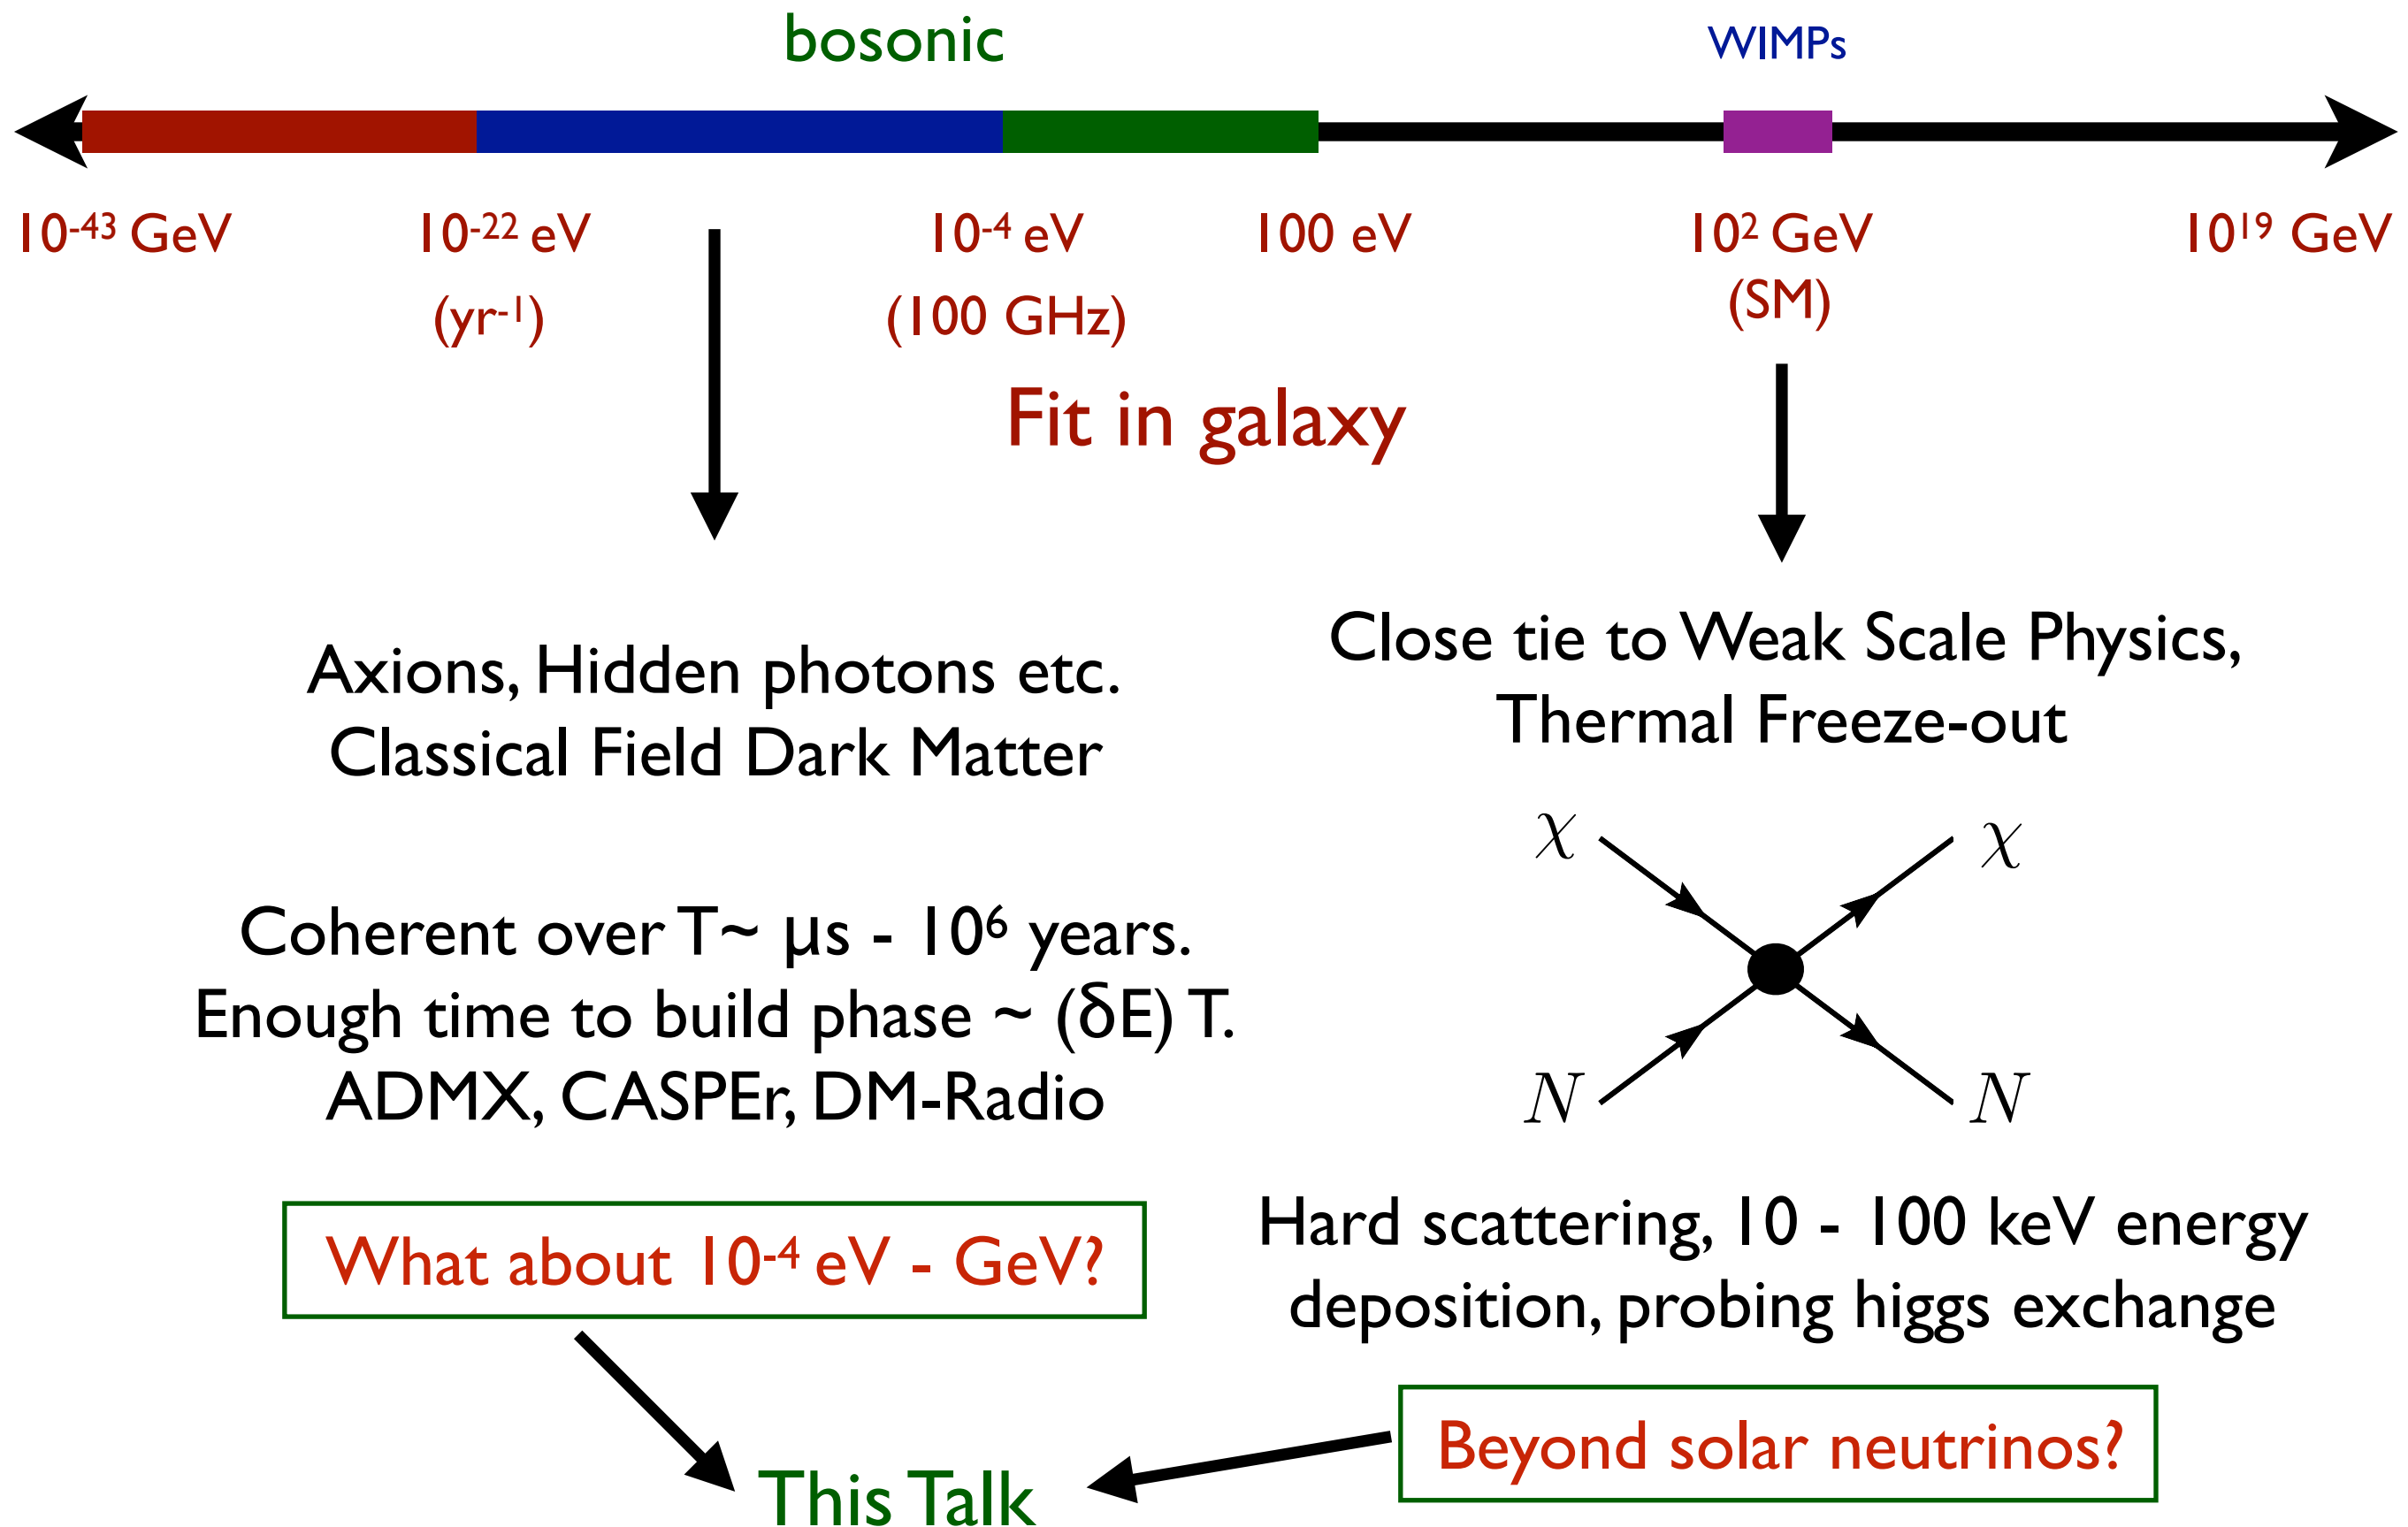 bosonic
WIMPs
10⁻⁴³ GeV
10⁻²² eV
10⁻⁴ eV
100 eV
10² GeV
10¹⁹ GeV
(yr⁻¹)
(100 GHz)
(SM)
Fit in galaxy
Axions, Hidden photons etc.
Classical Field Dark Matter
Coherent over T~ μs - 10⁶ years.
Enough time to build phase ~ (δE) T.
ADMX, CASPEr, DM-Radio
What about 10⁻⁴ eV - GeV?
Close tie to Weak Scale Physics,
Thermal Freeze-out
χ χ
N N
Hard scattering, 10 - 100 keV energy
deposition, probing higgs exchange
Beyond solar neutrinos?
This Talk